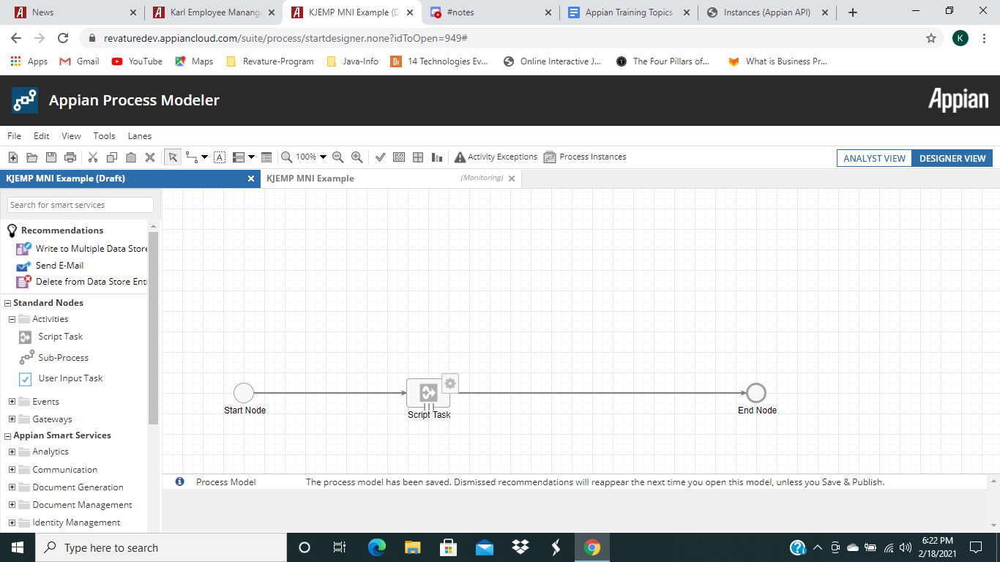 News
Karl Employee Manange
KJEMP MNI Example (D
#notes
Appian Training Topics
Instances (Appian API)
revaturedev.appiancloud.com/suite/process/startdesigner.none?idToOpen=949#
K
Apps
Gmail
YouTube
Maps
Revature-Program
Java-Info
14 Technologies Ev...
Online Interactive J...
The Four Pillars of...
What is Business Pr...
Appian Process Modeler
Appian
File Edit View Tools Lanes
100%
Activity Exceptions
Process Instances
ANALYST VIEW
DESIGNER VIEW
KJEMP MNI Example (Draft)
KJEMP MNI Example
(Monitoring)
Search for smart services
Recommendations
Write to Multiple Data Store
Send E-Mail
Delete from Data Store Enti
Standard Nodes
Activities
Script Task
Sub-Process
User Input Task
Events
Gateways
Appian Smart Services
Analytics
Communication
Document Generation
Document Management
Identity Management
Start Node
Script Task
End Node
Process Model
The process model has been saved. Dismissed recommendations will reappear the next time you open this model, unless you Save & Publish.
Type here to search
6:22 PM
2/18/2021